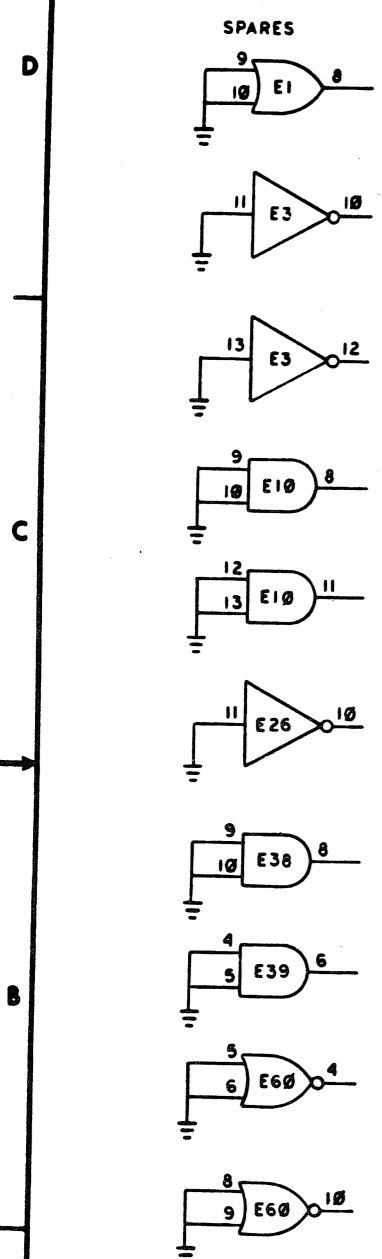 SPARES
D
9
10 E1 8
11 E3 10
13 E3 12
9
10 E10 8
C
12
13 E10 11
11 E26 10
9
10 E38 8
4
5 E39 6
B
5
6 E60 4
8
9 E60 10